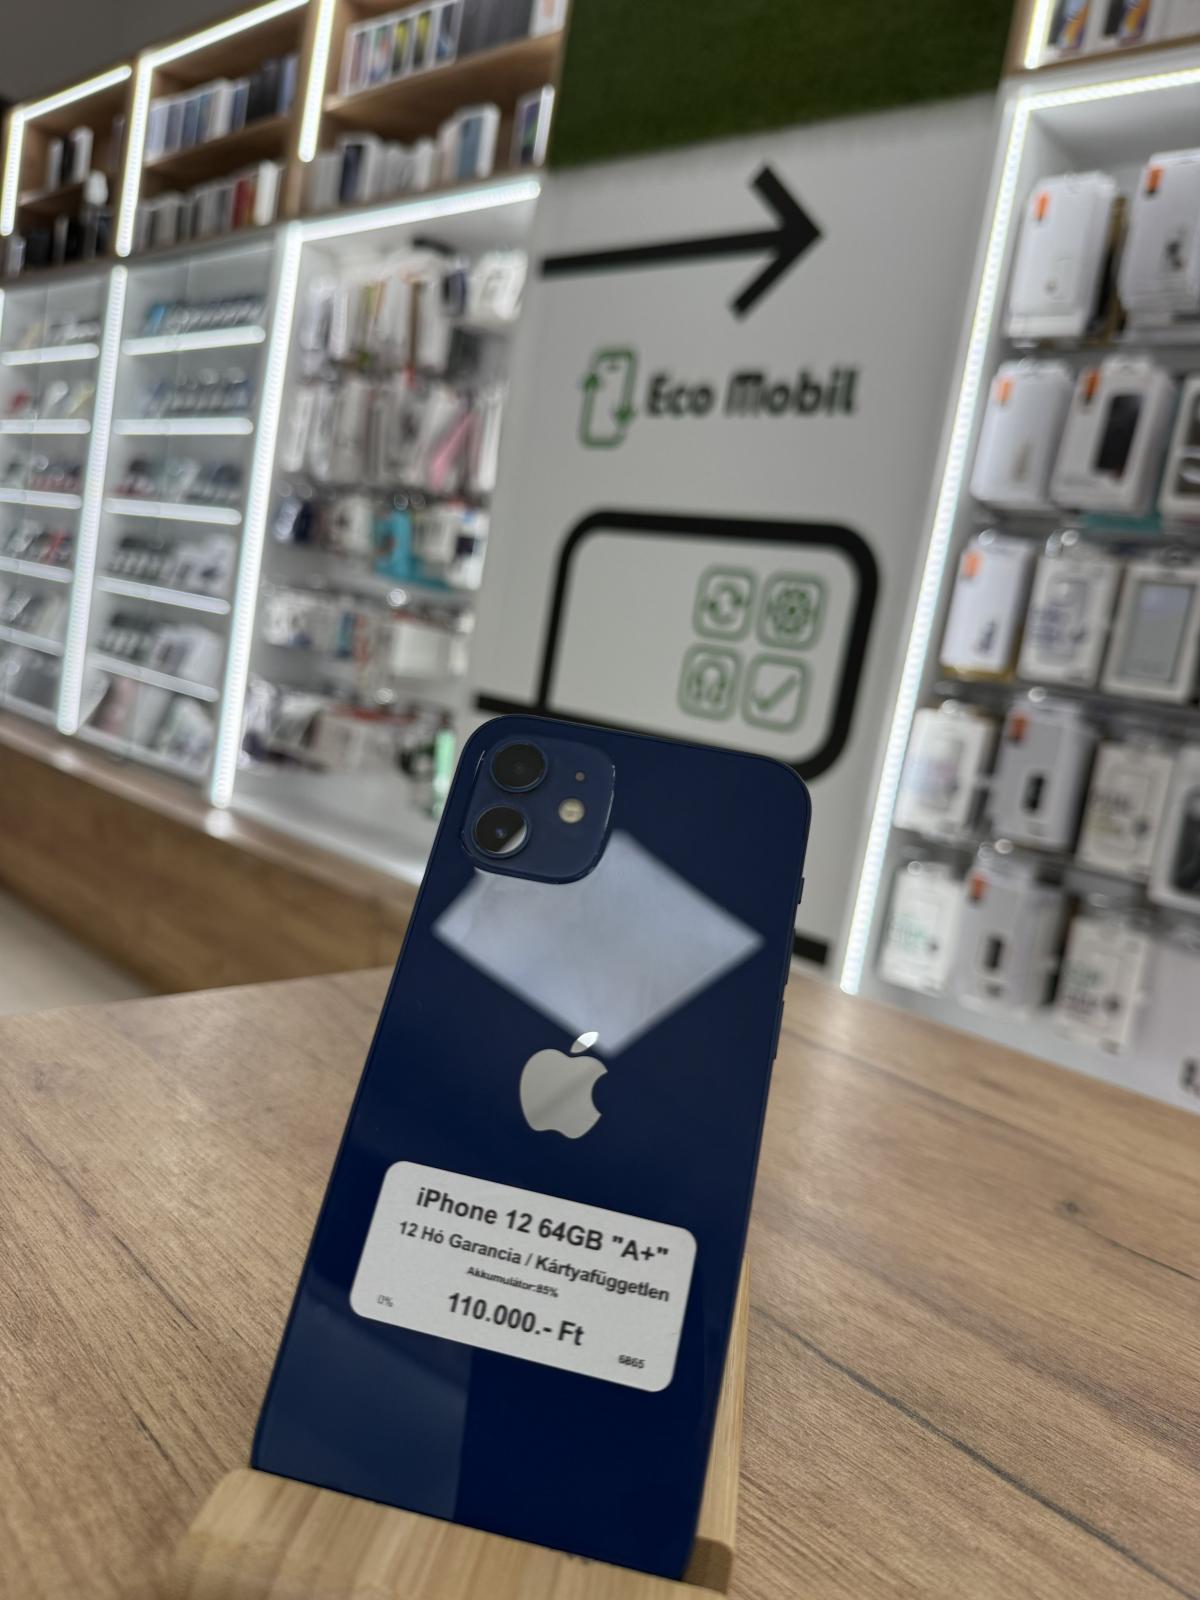 Eco Mobil
iPhone 12 64GB "A+"
12 Hó Garancia / Kártyafüggetlen
Akkumulátor:85%
0%
110.000.- Ft
6865